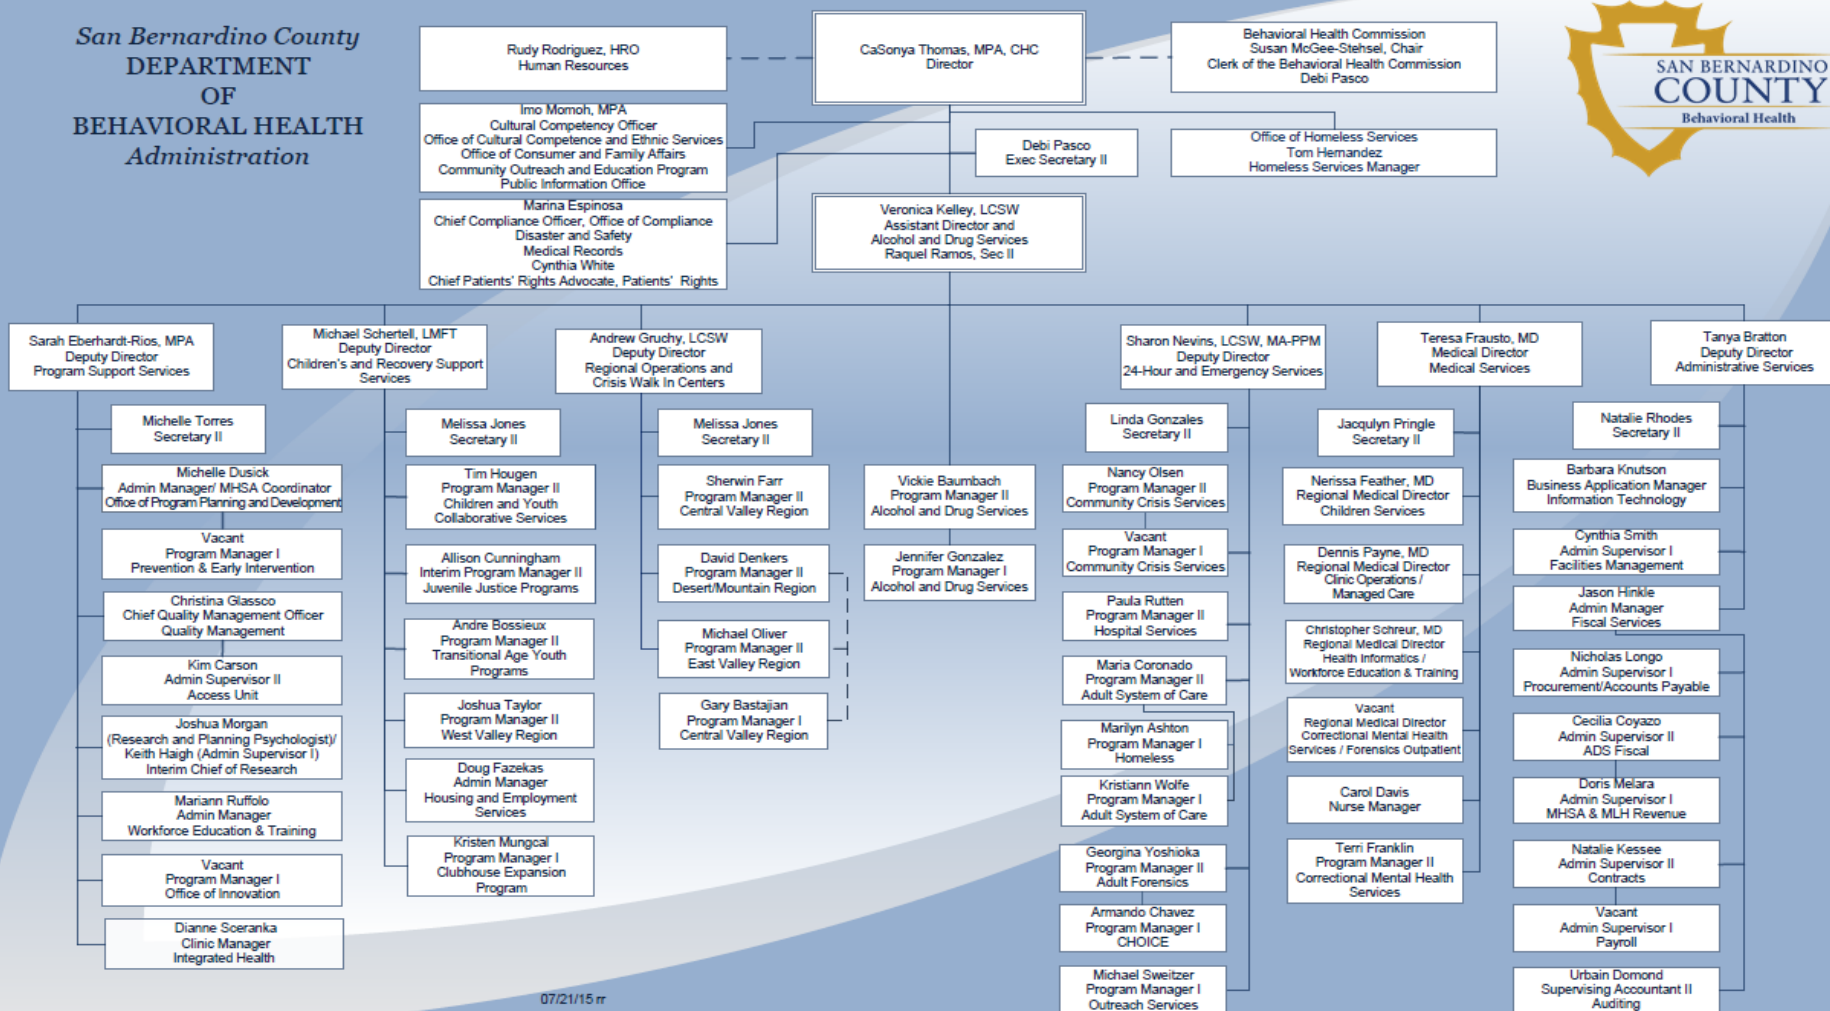 San Bernardino County
DEPARTMENT
OF
BEHAVIORAL HEALTH
Administration
Rudy Rodriguez, HRO
Human Resources
CaSonya Thomas, MPA, CHC
Director
Behavioral Health Commission
Susan McGee-Stehsel, Chair
Clerk of the Behavioral Health Commission
Debi Pasco
SAN BERNARDINO
COUNTY
Behavioral Health
Imo Momoh, MPA
Cultural Competency Officer
Office of Cultural Competence and Ethnic Services
Office of Consumer and Family Affairs
Community Outreach and Education Program
Public Information Office
Debi Pasco
Exec Secretary II
Office of Homeless Services
Tom Hernandez
Homeless Services Manager
Marina Espinosa
Chief Compliance Officer, Office of Compliance
Disaster and Safety
Medical Records
Cynthia White
Chief Patients' Rights Advocate, Patients' Rights
Veronica Kelley, LCSW
Assistant Director and
Alcohol and Drug Services
Raquel Ramos, Sec II
Sarah Eberhardt-Rios, MPA
Deputy Director
Program Support Services
Michelle Torres
Secretary II
Michelle Dusick
Admin Manager/ MHSA Coordinator
Office of Program Planning and Development
Vacant
Program Manager I
Prevention & Early Intervention
Christina Glassco
Chief Quality Management Officer
Quality Management
Kim Carson
Admin Supervisor II
Access Unit
Joshua Morgan
(Research and Planning Psychologist)/
Keith Haigh (Admin Supervisor I)
Interim Chief of Research
Mariann Ruffolo
Admin Manager
Workforce Education & Training
Vacant
Program Manager I
Office of Innovation
Dianne Sceranka
Clinic Manager
Integrated Health
Michael Schertell, LMFT
Deputy Director
Children's and Recovery Support
Services
Melissa Jones
Secretary II
Tim Hougen
Program Manager II
Children and Youth
Collaborative Services
Allison Cunningham
Interim Program Manager II
Juvenile Justice Programs
Andre Bossieux
Program Manager II
Transitional Age Youth
Programs
Joshua Taylor
Program Manager II
West Valley Region
Doug Fazekas
Admin Manager
Housing and Employment
Services
Kristen Mungcal
Program Manager I
Clubhouse Expansion
Program
Andrew Gruchy, LCSW
Deputy Director
Regional Operations and
Crisis Walk In Centers
Melissa Jones
Secretary II
Sherwin Farr
Program Manager II
Central Valley Region
David Denkers
Program Manager II
Desert/Mountain Region
Michael Oliver
Program Manager II
East Valley Region
Gary Bastajian
Program Manager I
Central Valley Region
Vickie Baumbach
Program Manager II
Alcohol and Drug Services
Jennifer Gonzalez
Program Manager I
Alcohol and Drug Services
Sharon Nevins, LCSW, MA-PPM
Deputy Director
24-Hour and Emergency Services
Linda Gonzales
Secretary II
Nancy Olsen
Program Manager II
Community Crisis Services
Vacant
Program Manager I
Community Crisis Services
Paula Rutten
Program Manager II
Hospital Services
Maria Coronado
Program Manager II
Adult System of Care
Marilyn Ashton
Program Manager I
Homeless
Kristiann Wolfe
Program Manager I
Adult System of Care
Georgina Yoshioka
Program Manager II
Adult Forensics
Armando Chavez
Program Manager I
CHOICE
Michael Sweitzer
Program Manager I
Outreach Services
Teresa Frausto, MD
Medical Director
Medical Services
Jacqulyn Pringle
Secretary II
Nerissa Feather, MD
Regional Medical Director
Children Services
Dennis Payne, MD
Regional Medical Director
Clinic Operations /
Managed Care
Christopher Schreur, MD
Regional Medical Director
Health Informatics /
Workforce Education & Training
Vacant
Regional Medical Director
Correctional Mental Health
Services / Forensics Outpatient
Carol Davis
Nurse Manager
Terri Franklin
Program Manager II
Correctional Mental Health
Services
Tanya Bratton
Deputy Director
Administrative Services
Natalie Rhodes
Secretary II
Barbara Knutson
Business Application Manager
Information Technology
Cynthia Smith
Admin Supervisor I
Facilities Management
Jason Hinkle
Admin Manager
Fiscal Services
Nicholas Longo
Admin Supervisor I
Procurement/Accounts Payable
Cecilia Coyazo
Admin Supervisor II
ADS Fiscal
Doris Melara
Admin Supervisor I
MHSA & MLH Revenue
Natalie Kessee
Admin Supervisor II
Contracts
Vacant
Admin Supervisor I
Payroll
Urbain Domond
Supervising Accountant II
Auditing
07/21/15 rr